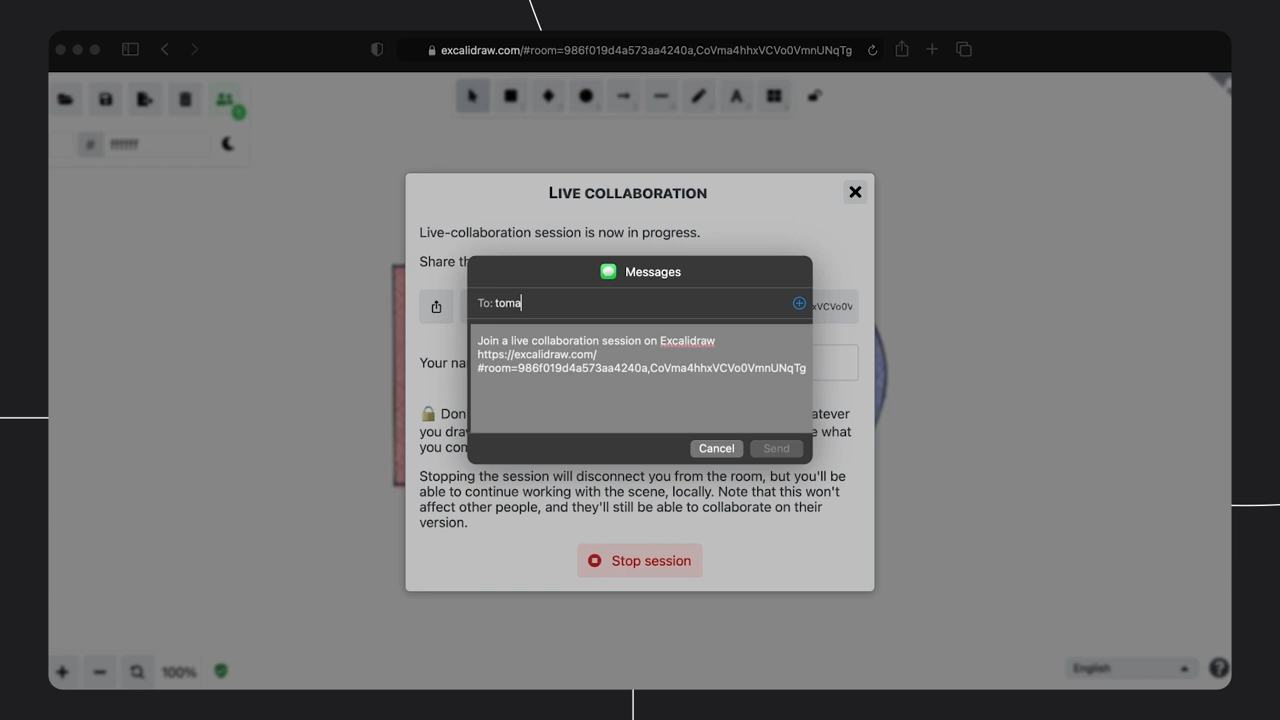 excalidraw.com/#room=986f019d4a573aa4240a,CoVma4hhxVCVo0VmnUNqTg
A
# ffffff
LIVE COLLABORATION
Live-collaboration session is now in progress.
Share th
Messages
To: toma
xVCVo0V
Join a live collaboration session on Excalidraw
https://excalidraw.com/
#room=986f019d4a573aa4240a,CoVma4hhxVCVo0VmnUNqTg
Your na
Don atever
you dra e what
you com
Cancel Send
Stopping the session will disconnect you from the room, but you'll be
able to continue working with the scene, locally. Note that this won't
affect other people, and they'll still be able to collaborate on their
version.
Stop session
100%
English